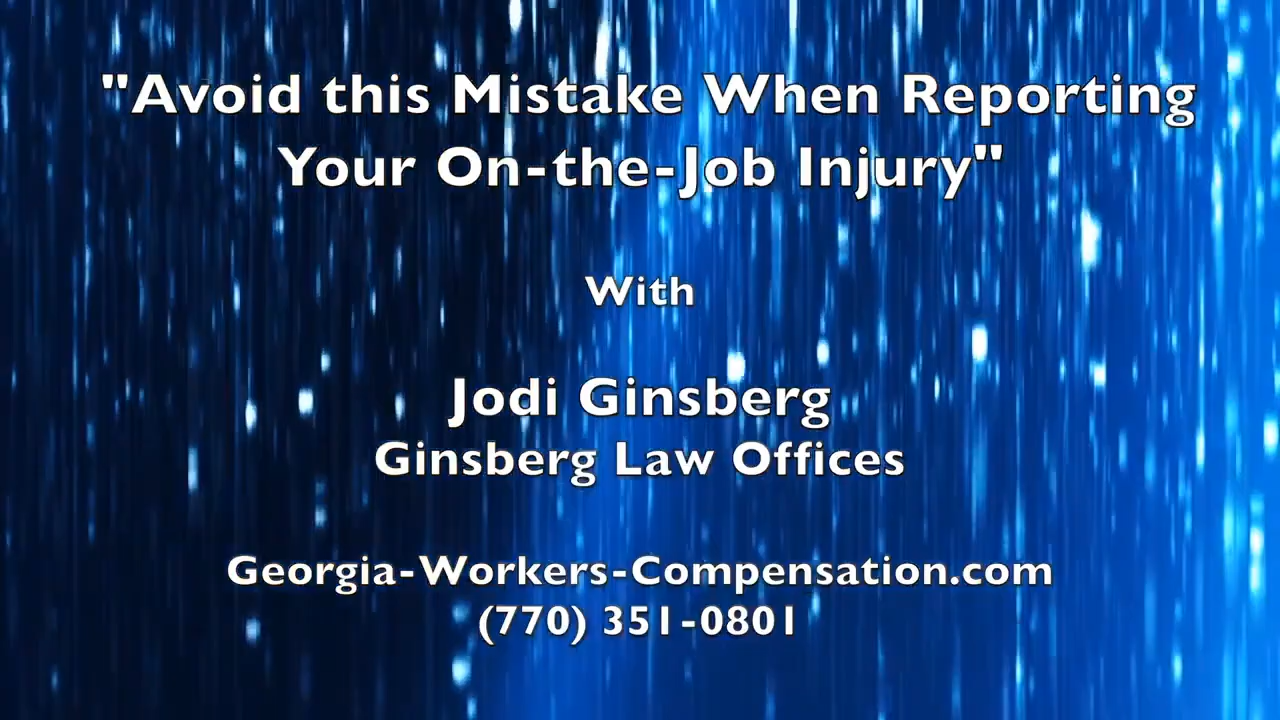 "Avoid this Mistake When Reporting
Your On-the-Job Injury"
With
Jodi Ginsberg
Ginsberg Law Offices
Georgia-Workers-Compensation.com
(770) 351-0801